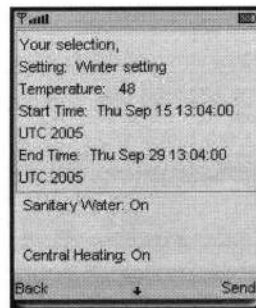 Your selection,
Setting: Winter setting
Temperature: 48
Start Time: Thu Sep 15 13:04:00
UTC 2005
End Time: Thu Sep 29 13:04:00
UTC 2005
Sanitary Water: On
Central Heating: On
Back Send